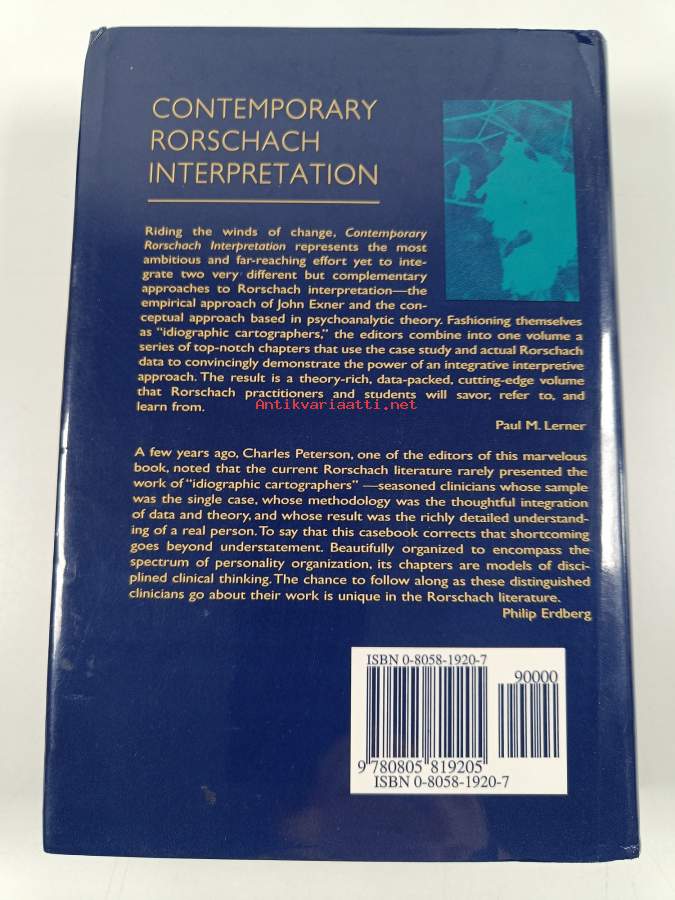 CONTEMPORARY
RORSCHACH
INTERPRETATION
Riding the winds of change, Contemporary
Rorschach Interpretation represents the most
ambitious and far-reaching effort yet to inte-
grate two very different but complementary
approaches to Rorschach interpretation—the
empirical approach of John Exner and the con-
ceptual approach based in psychoanalytic theory. Fashioning themselves
as "idiographic cartographers," the editors combine into one volume a
series of top-notch chapters that use the case study and actual Rorschach
data to convincingly demonstrate the power of an integrative interpretive
approach. The result is a theory-rich, data-packed, cutting-edge volume
that Rorschach practitioners and students will savor, refer to, and
learn from.
Antikvariaatti.net
Paul M. Lerner
A few years ago, Charles Peterson, one of the editors of this marvelous
book, noted that the current Rorschach literature rarely presented the
work of "idiographic cartographers" —seasoned clinicians whose sample
was the single case, whose methodology was the thoughtful integration
of data and theory, and whose result was the richly detailed understand-
ing of a real person. To say that this casebook corrects that shortcoming
goes beyond understatement. Beautifully organized to encompass the
spectrum of personality organization, its chapters are models of disci-
plined clinical thinking. The chance to follow along as these distinguished
clinicians go about their work is unique in the Rorschach literature.
Philip Erdberg
ISBN 0-8058-1920-7
90000
9 780805 819205
ISBN 0-8058-1920-7